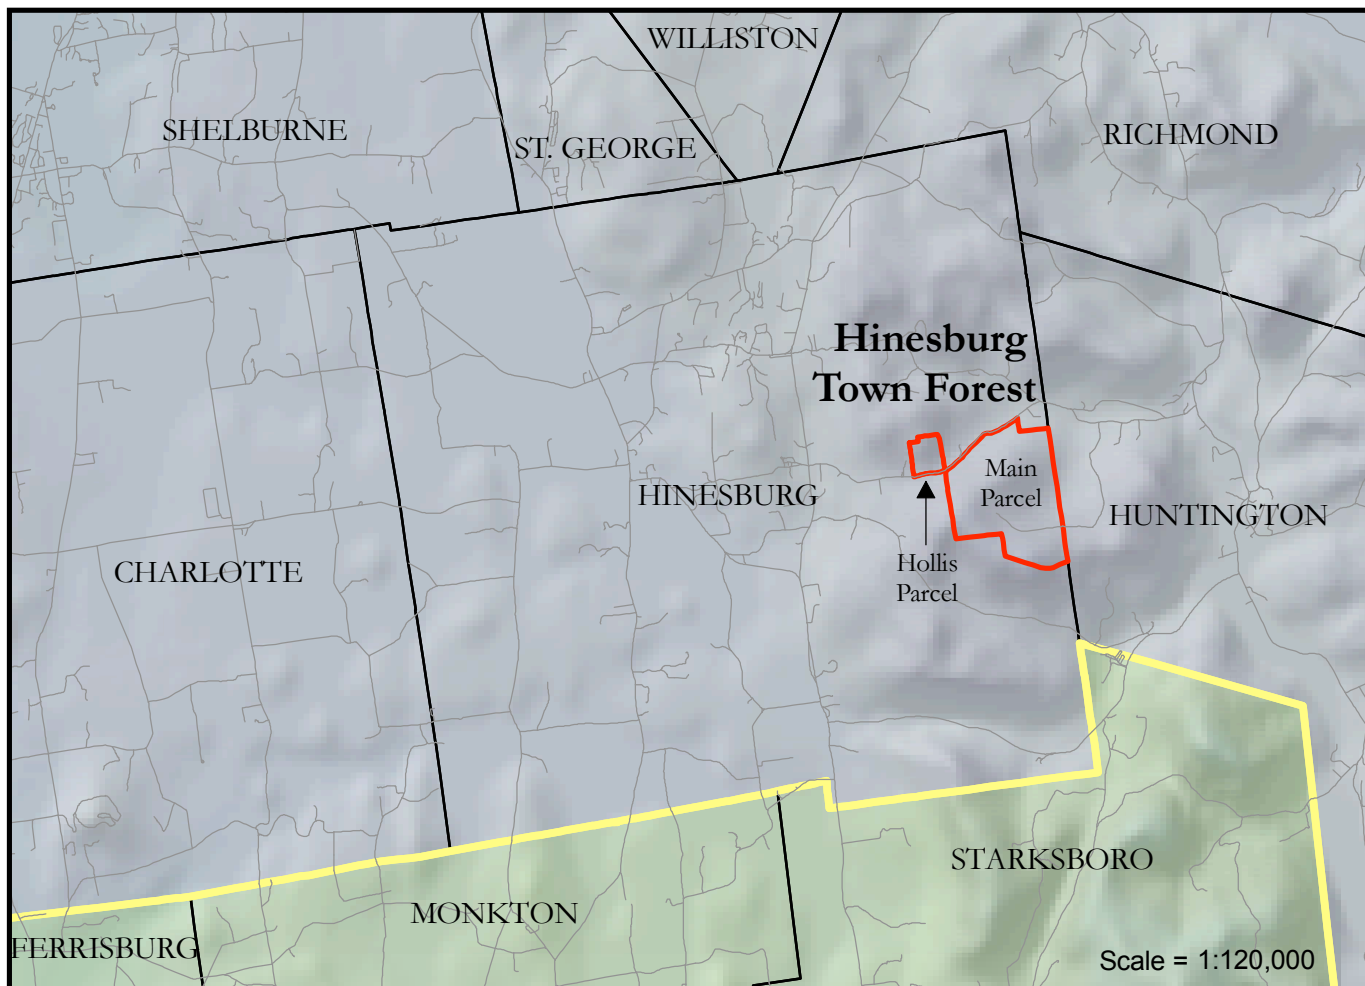 WILLISTON
SHELBURNE
ST. GEORGE
RICHMOND
Hinesburg
Town Forest
Main
Parcel
HINESBURG
HUNTINGTON
Hollis
Parcel
CHARLOTTE
STARKSBORO
MONKTON
FERRISBURG
Scale = 1:120,000